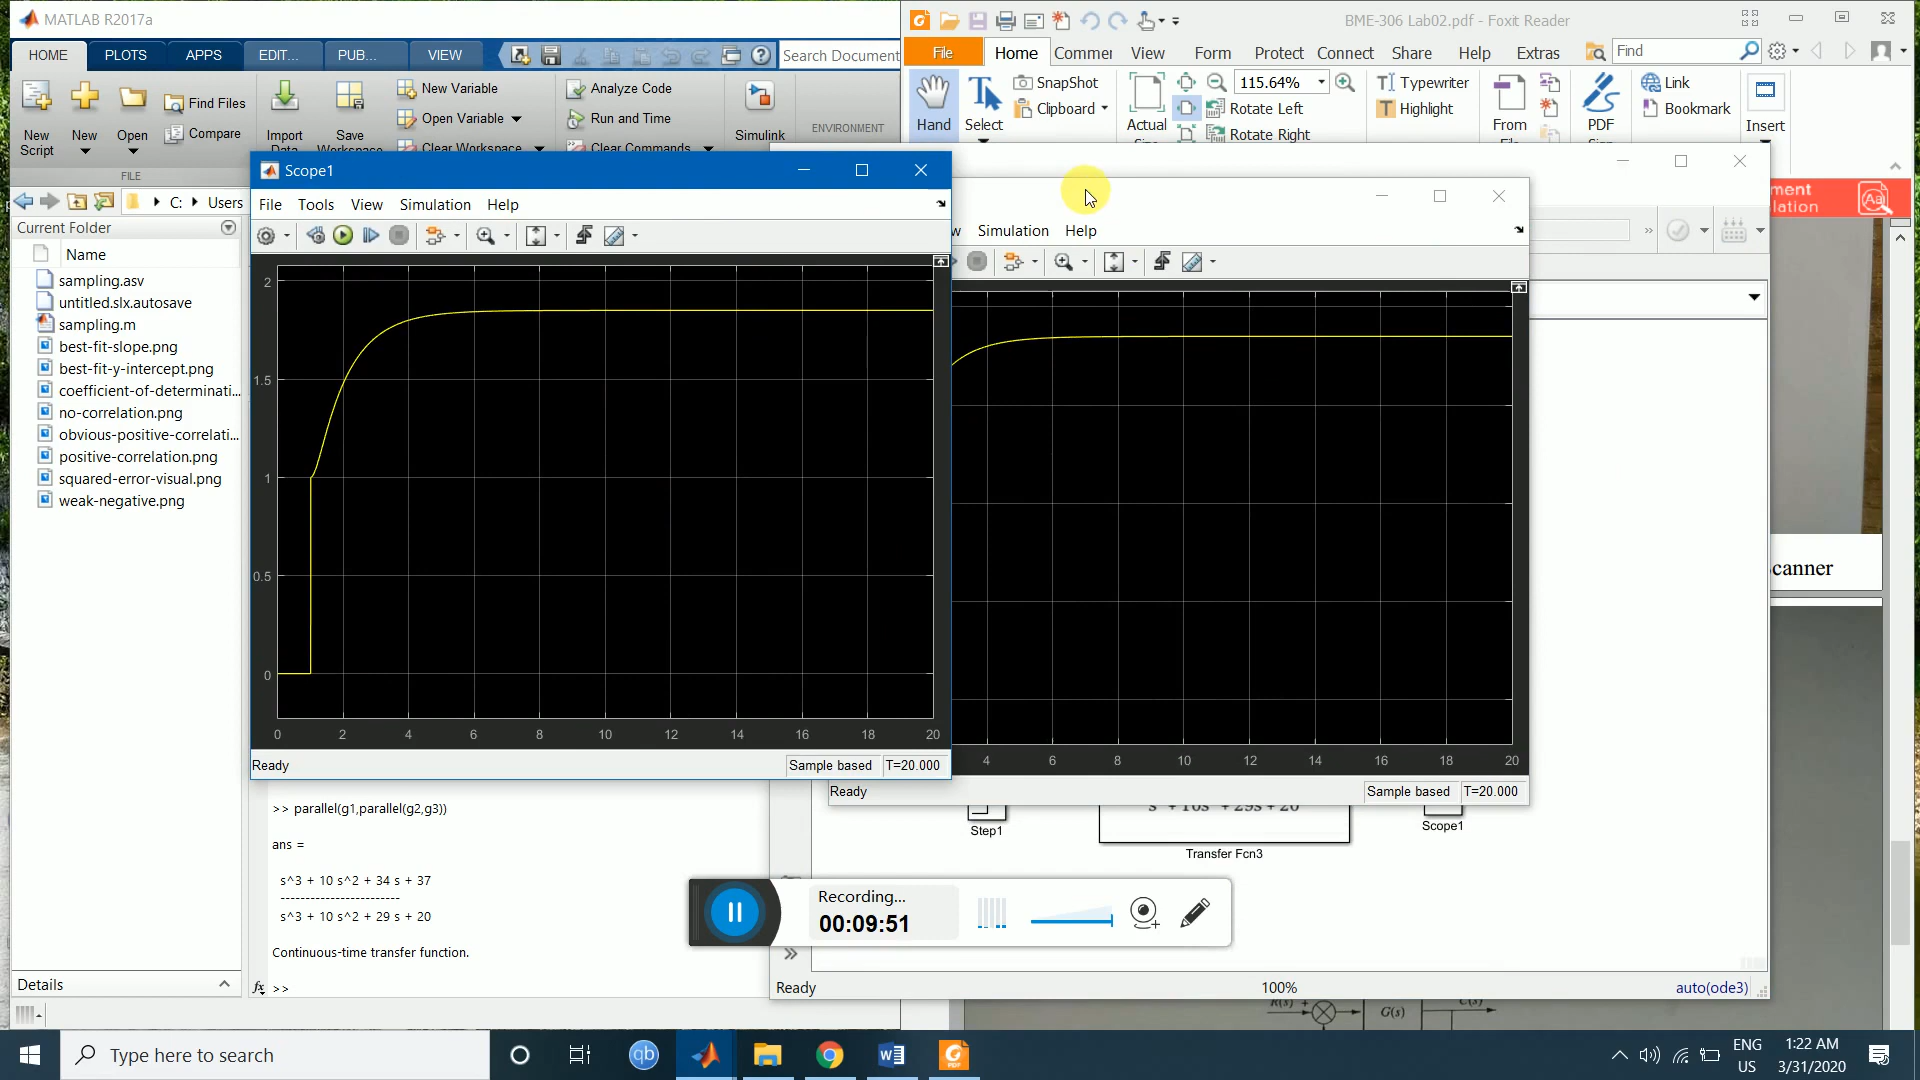 MATLAB R2017a
HOME PLOTS APPS EDIT... PUB... VIEW
Search Document
New Script
New
Open
Find Files
Compare
Import Data
Save Workspace
New Variable
Open Variable
Clear Workspace
Analyze Code
Run and Time
Clear Commands
Simulink
ENVIRONMENT
FILE
C: Users
Current Folder
Name
sampling.asv
untitled.slx.autosave
sampling.m
best-fit-slope.png
best-fit-y-intercept.png
coefficient-of-determinati...
no-correlation.png
obvious-positive-correlati...
positive-correlation.png
squared-error-visual.png
weak-negative.png
Details
BME-306 Lab02.pdf - Foxit Reader
File Home Commer View Form Protect Connect Share Help Extras
Find
Hand
Select
SnapShot
Clipboard
Actual
115.64%
Rotate Left
Rotate Right
Typewriter
Highlight
From
PDF
Link
Bookmark
Insert
ment
lation
Scope1
File Tools View Simulation Help
2
1.5
1
0.5
0
0 2 4 6 8 10 12 14 16 18 20
Ready
Sample based T=20.000
w Simulation Help
4 6 8 10 12 14 16 18 20
Ready
Sample based T=20.000
canner
Step1
s + 10s + 29s + 20
Transfer Fcn3
Scope1
>> parallel(g1,parallel(g2,g3))
ans =
s^3 + 10 s^2 + 34 s + 37
------------------------
s^3 + 10 s^2 + 29 s + 20
Continuous-time transfer function.
fx >>
Recording...
00:09:51
Ready
100%
auto(ode3)
R(s) + G(s) C(s)
Type here to search
ENG
US
1:22 AM
3/31/2020